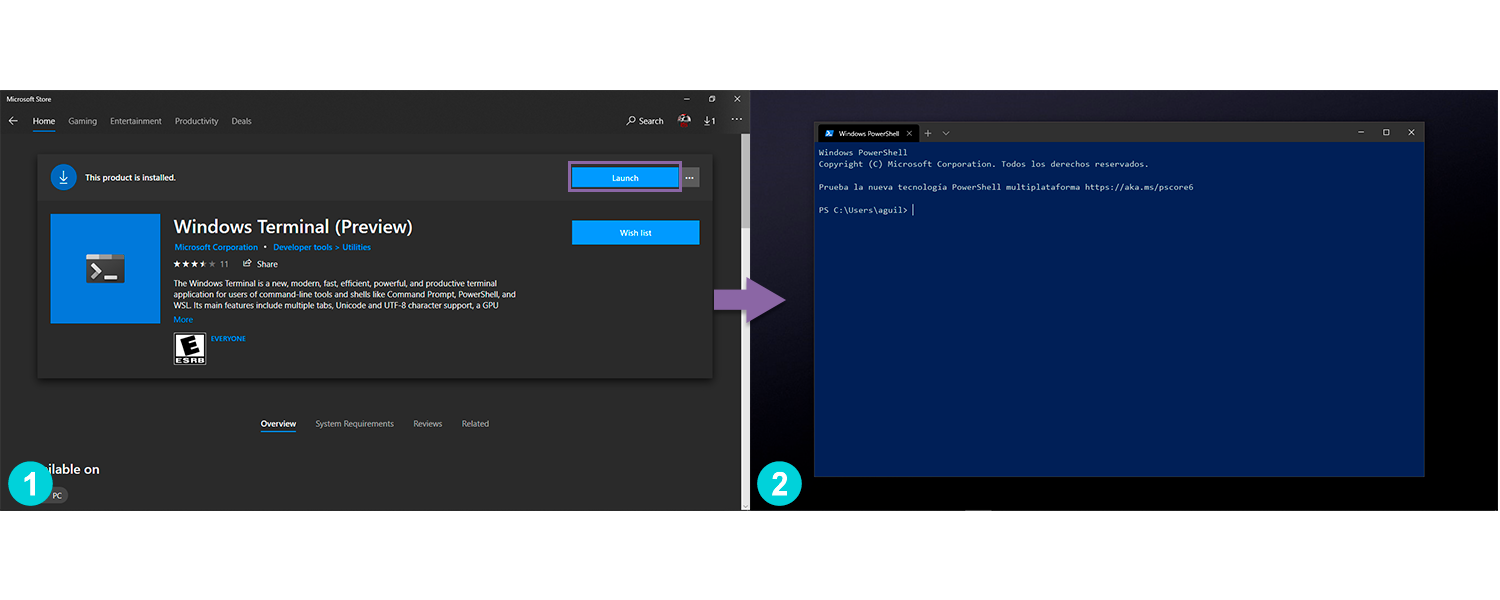 Microsoft Store
Home Gaming Entertainment Productivity Deals
Search
1
This product is installed.
Launch
Windows Terminal (Preview)
Wish list
Microsoft Corporation • Developer tools > Utilities
11 Share
The Windows Terminal is a new, modern, fast, efficient, powerful, and productive terminal
application for users of command-line tools and shells like Command Prompt, PowerShell, and
WSL. Its main features include multiple tabs, Unicode and UTF-8 character support, a GPU
More
E
ESRB
EVERYONE
Overview System Requirements Reviews Related
ilable on
PC
1
Windows PowerShell
Windows PowerShell
Copyright (C) Microsoft Corporation. Todos los derechos reservados.
Prueba la nueva tecnología PowerShell multiplataforma https://aka.ms/pscore6
PS C:\Users\aguil>
2